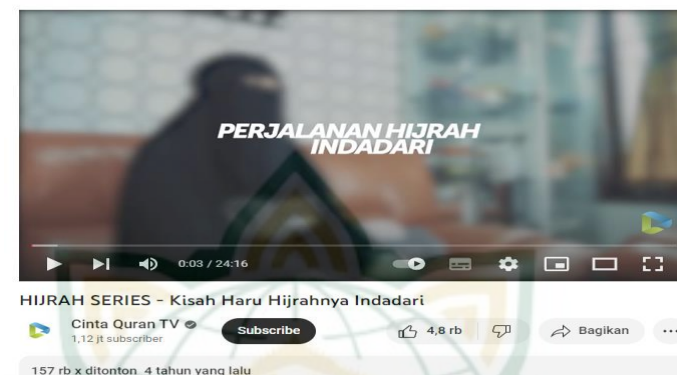 PERJALANAN HIJRAH
INDADARI
0:03 / 24:16
HIJRAH SERIES - Kisah Haru Hijrahnya Indadari
Cinta Quran TV
1,12 jt subscriber
Subscribe
4,8 rb
Bagikan
157 rb x ditonton 4 tahun yang lalu